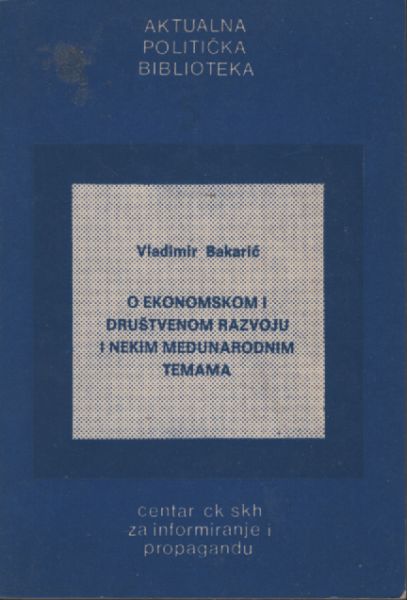 AKTUALNA
POLITIČKA
BIBLIOTEKA
Vladimir Bakarić
O EKONOMSKOM I
DRUŠTVENOM RAZVOJU
I NEKIM MEĐUNARODNIM
TEMAMA
centar ck skh
za informiranje i
propagandu